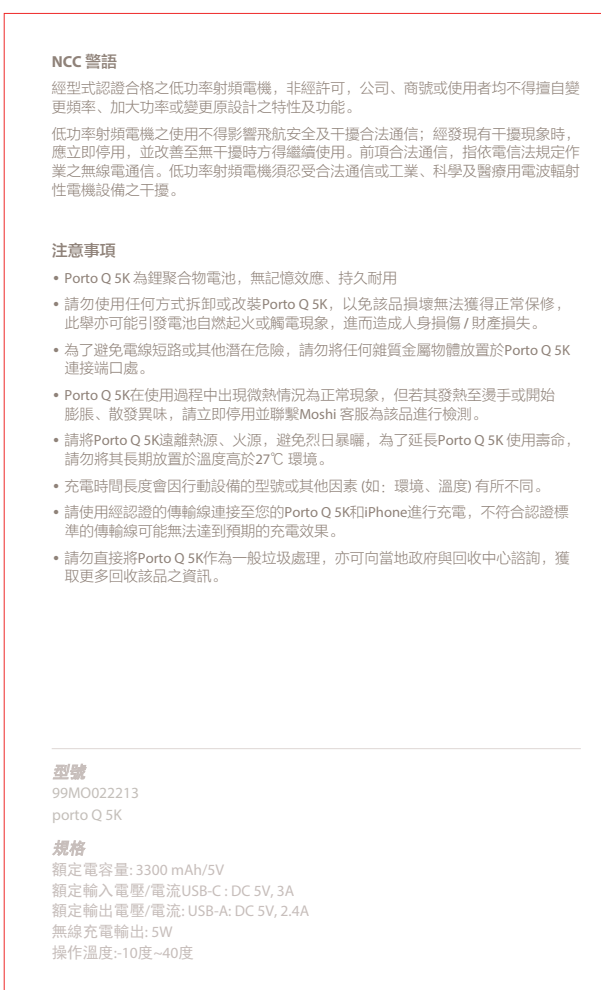 NCC 警語
經型式認證合格之低功率射頻電機，非經許可，公司、商號或使用者均不得擅自變
更頻率、加大功率或變更原設計之特性及功能。
低功率射頻電機之使用不得影響飛航安全及干擾合法通信；經發現有干擾現象時，
應立即停用，並改善至無干擾時方得繼續使用。前項合法通信，指依電信法規定作
業之無線電通信。低功率射頻電機須忍受合法通信或工業、科學及醫療用電波輻射
性電機設備之干擾。
注意事項
• Porto Q 5K 為鋰聚合物電池，無記憶效應、持久耐用
• 請勿使用任何方式拆卸或改裝Porto Q 5K，以免該品損壞無法獲得正常保修，
此舉亦可能引發電池自燃起火或觸電現象，進而造成人身損傷 / 財產損失。
• 為了避免電線短路或其他潛在危險，請勿將任何雜質金屬物體放置於Porto Q 5K
連接端口處。
• Porto Q 5K在使用過程中出現微熱情況為正常現象，但若其發熱至燙手或開始
膨脹、散發異味，請立即停用並聯繫Moshi 客服為該品進行檢測。
• 請將Porto Q 5K遠離熱源、火源，避免烈日暴曬，為了延長Porto Q 5K 使用壽命，
請勿將其長期放置於溫度高於27℃ 環境。
• 充電時間長度會因行動設備的型號或其他因素 (如：環境、溫度) 有所不同。
• 請使用經認證的傳輸線連接至您的Porto Q 5K和iPhone進行充電，不符合認證標
準的傳輸線可能無法達到預期的充電效果。
• 請勿直接將Porto Q 5K作為一般垃圾處理，亦可向當地政府與回收中心諮詢，獲
取更多回收該品之資訊。
型號
99MO022213
porto Q 5K
規格
額定電容量: 3300 mAh/5V
額定輸入電壓/電流USB-C : DC 5V, 3A
額定輸出電壓/電流: USB-A: DC 5V, 2.4A
無線充電輸出: 5W
操作溫度:-10度~40度